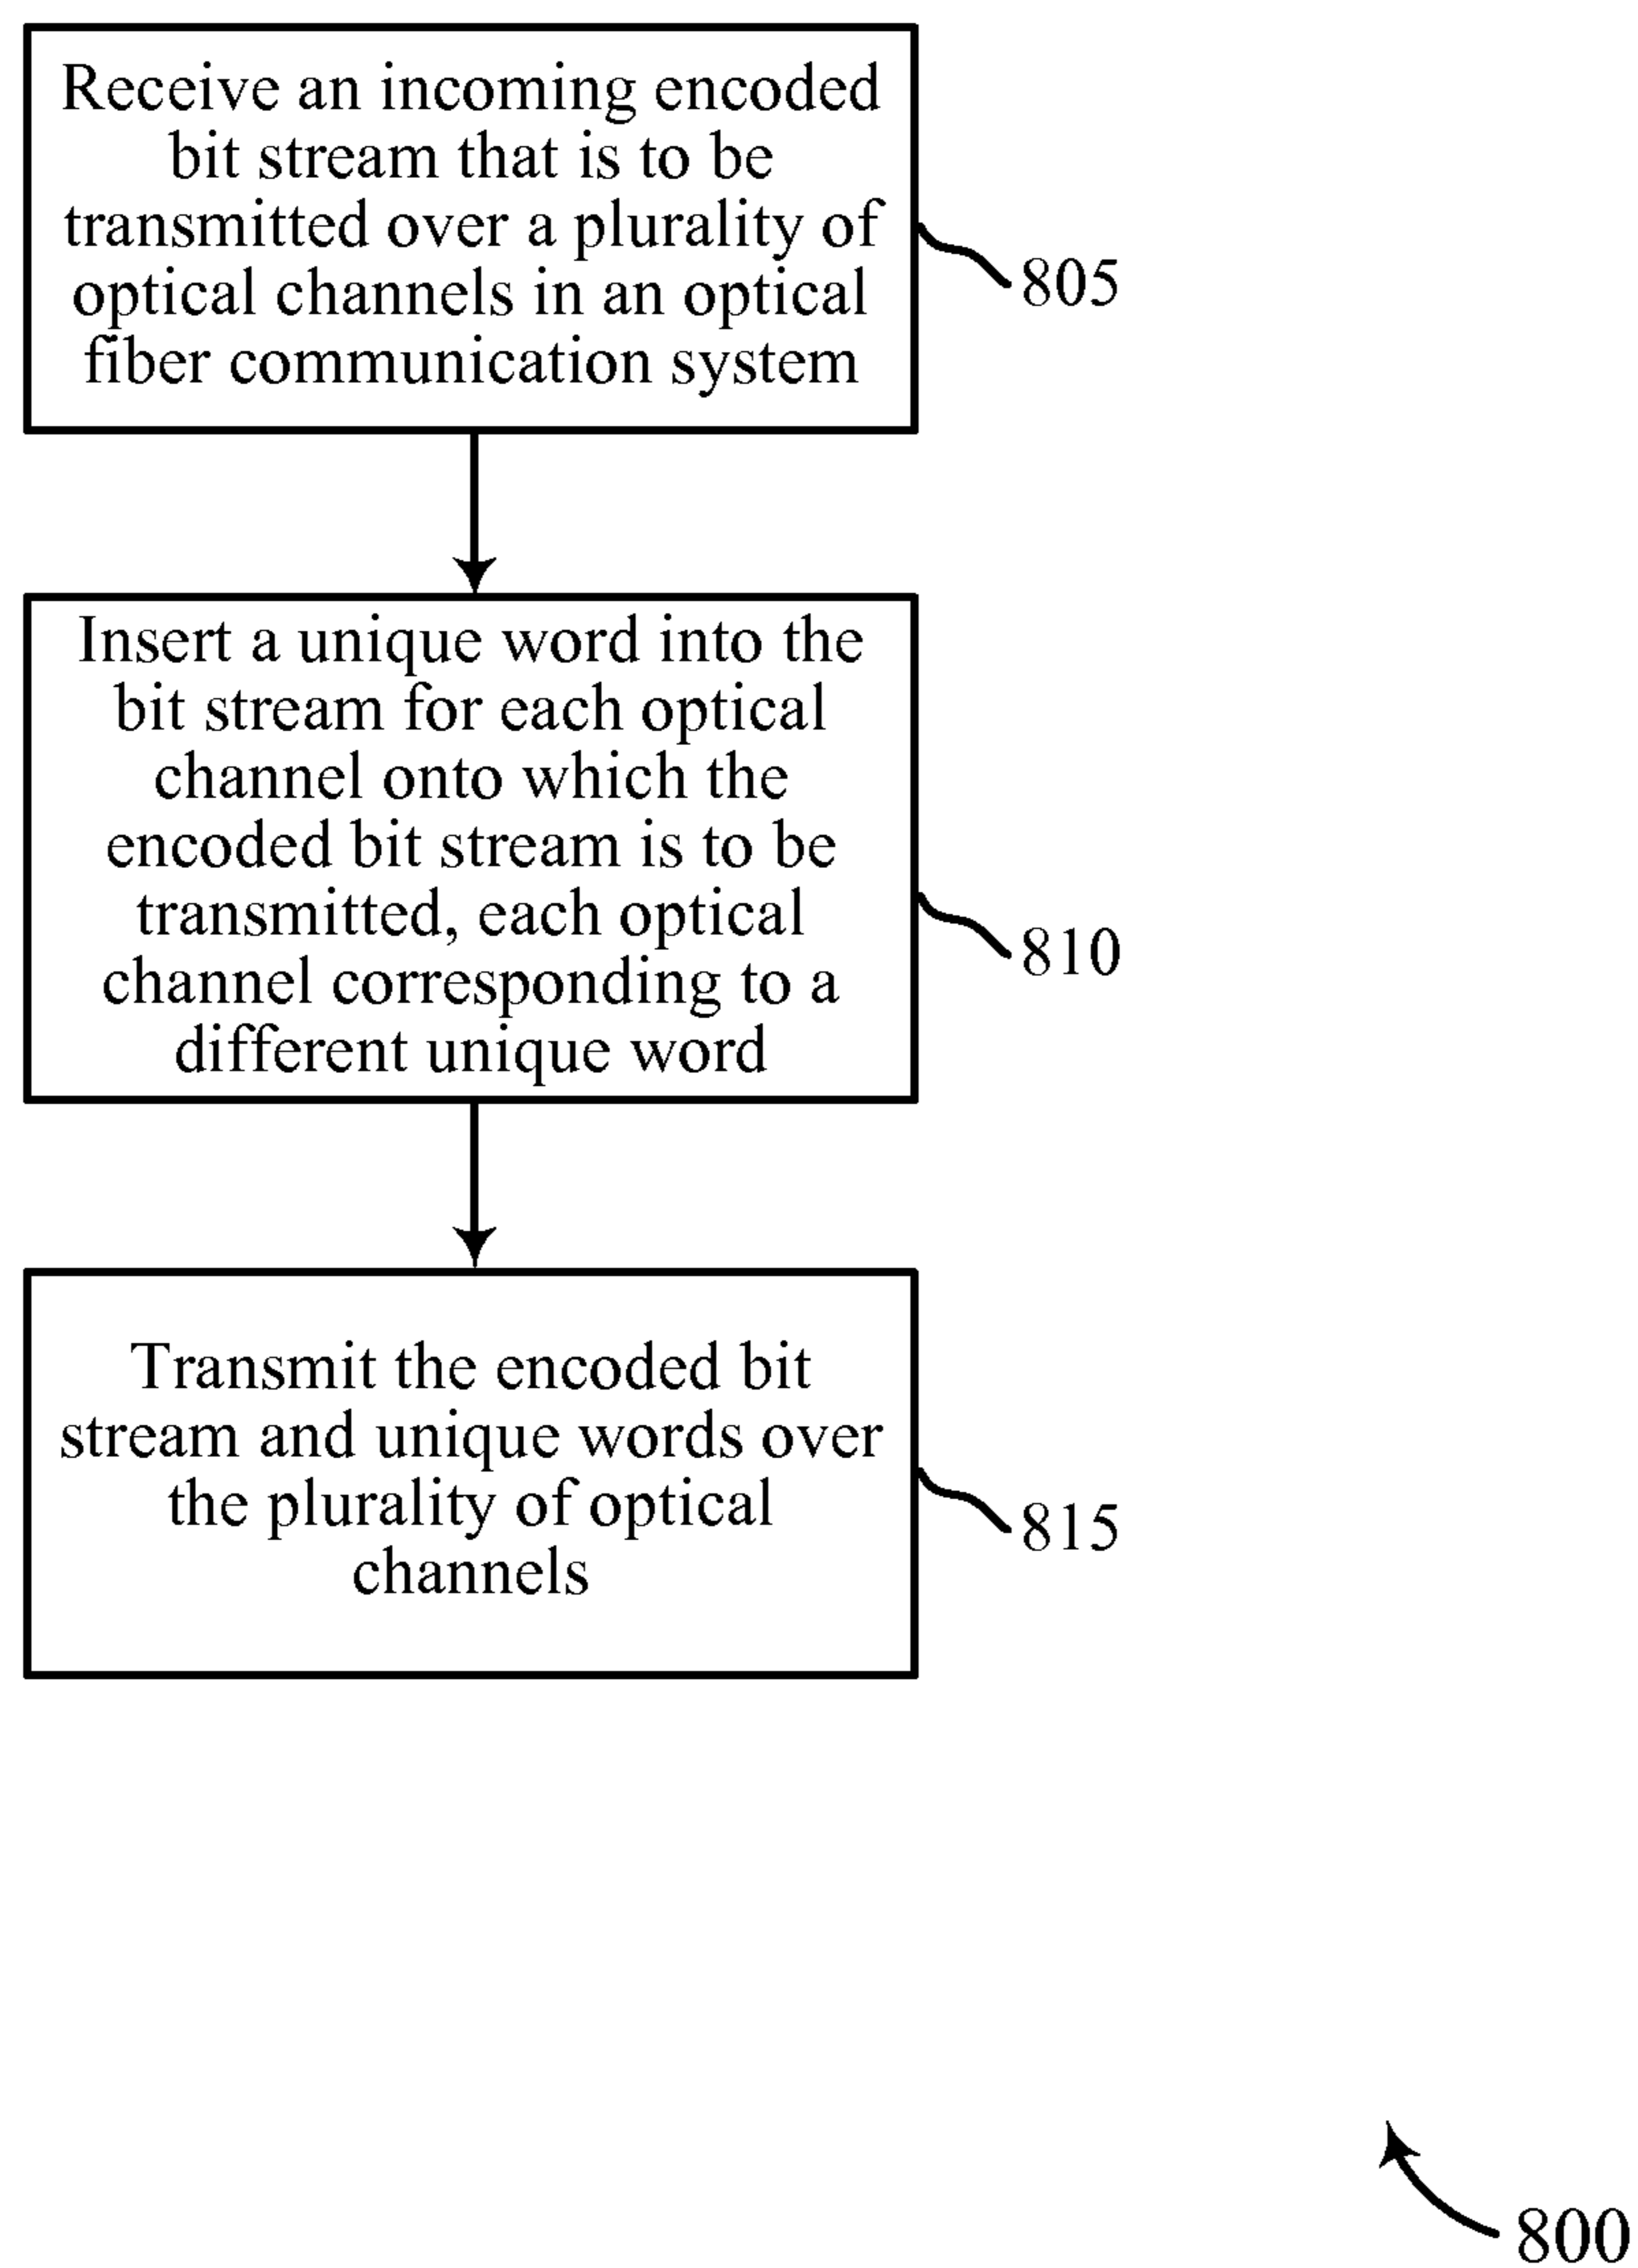 Receive an incoming encoded
bit stream that is to be
transmitted over a plurality of
optical channels in an optical
fiber communication system
805
Insert a unique word into the
bit stream for each optical
channel onto which the
encoded bit stream is to be
transmitted, each optical
channel corresponding to a
different unique word
810
Transmit the encoded bit
stream and unique words over
the plurality of optical
channels
815
800